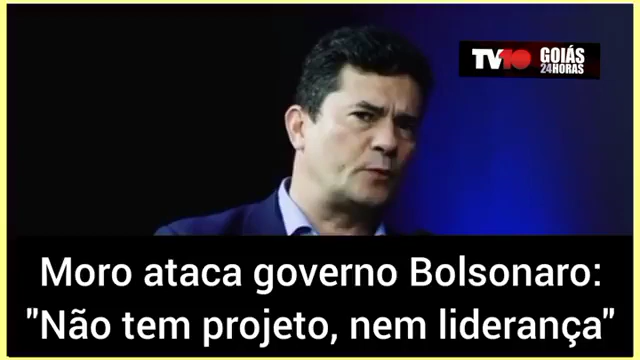 TV10 GOIÁS
24HORAS
Moro ataca governo Bolsonaro:
"Não tem projeto, nem liderança"